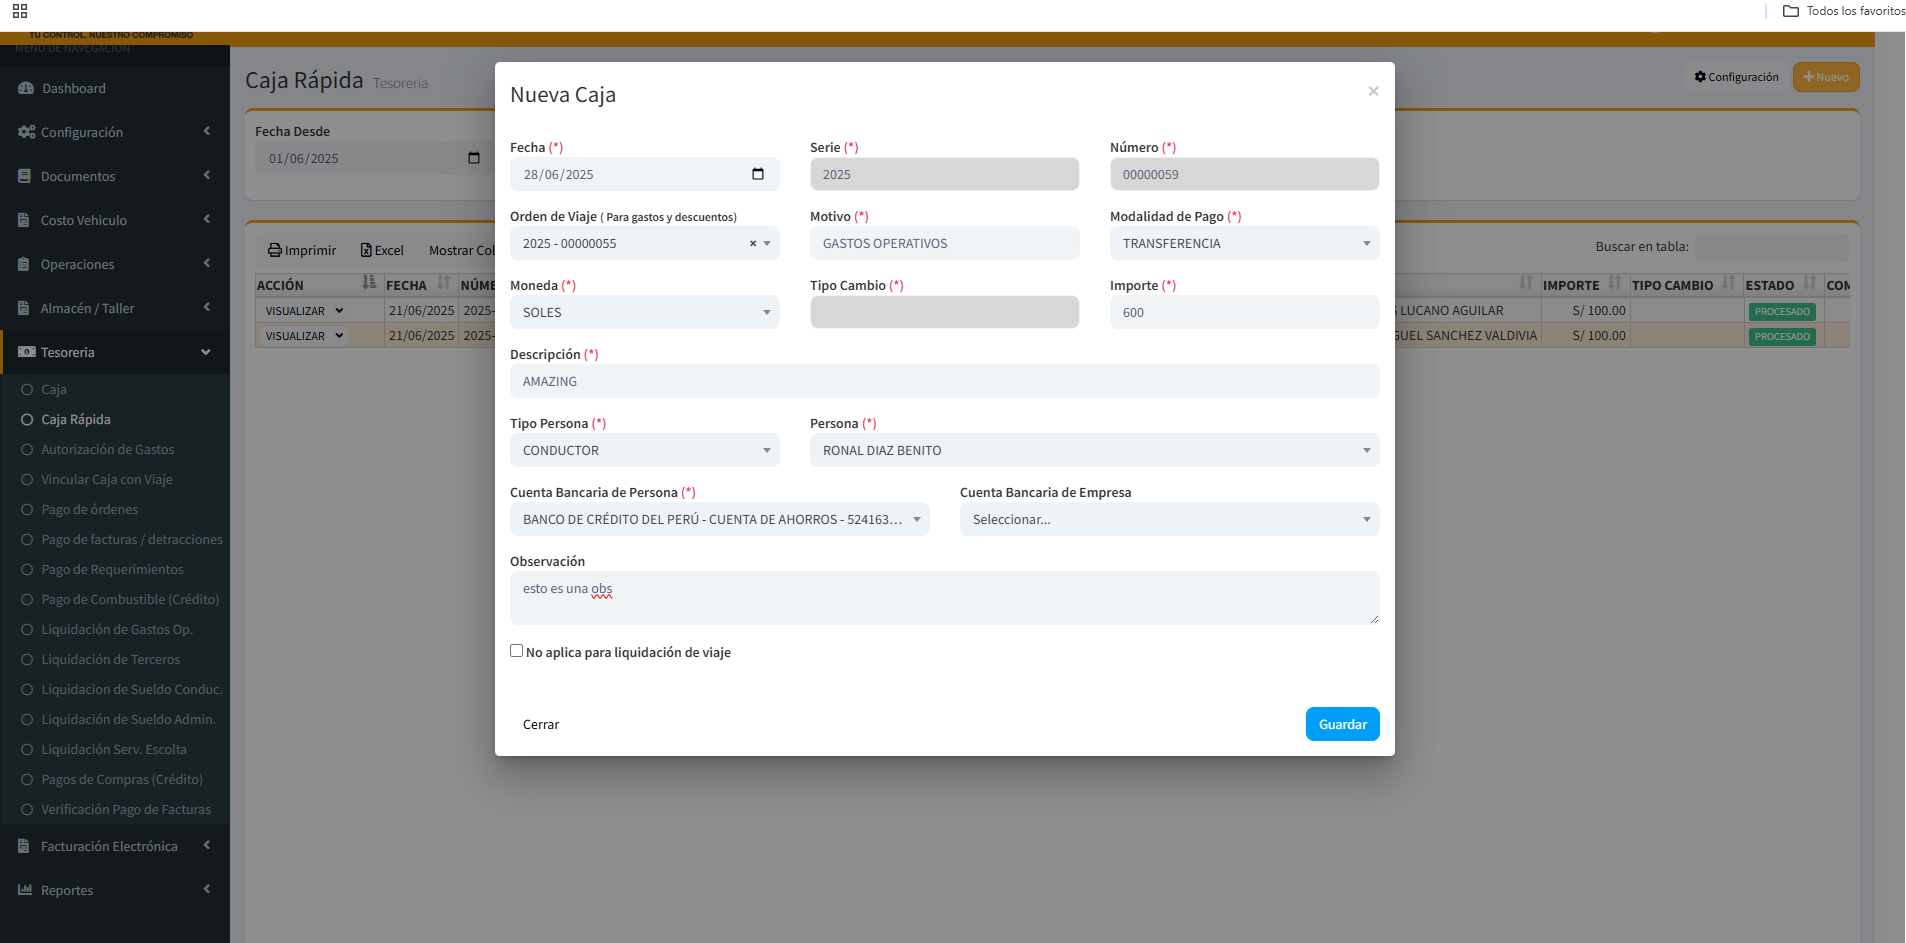 Todos los favoritos
TU CONTROL, NUESTRO COMPROMISO
MENÚ DE NAVEGACIÓN
Dashboard
Configuración
Documentos
Costo Vehiculo
Operaciones
Almacén / Taller
Tesoreria
Caja
Caja Rápida
Autorización de Gastos
Vincular Caja con Viaje
Pago de órdenes
Pago de facturas / detracciones
Pago de Requerimientos
Pago de Combustible (Crédito)
Liquidación de Gastos Op.
Liquidación de Terceros
Liquidacion de Sueldo Conduc.
Liquidación de Sueldo Admin.
Liquidación Serv. Escolta
Pagos de Compras (Crédito)
Verificación Pago de Facturas
Facturación Electrónica
Reportes
Caja Rápida Tesoreria
Configuración
Nuevo
Fecha Desde
01/06/2025
Imprimir Excel Mostrar Col
Buscar en tabla:
ACCIÓN FECHA NÚME IMPORTE TIPO CAMBIO ESTADO COM
VISUALIZAR 21/06/2025 2025- LUCANO AGUILAR S/ 100.00 PROCESADO
VISUALIZAR 21/06/2025 2025- GUEL SANCHEZ VALDIVIA S/ 100.00 PROCESADO
Nueva Caja ×
Fecha (*) Serie (*) Número (*)
28/06/2025 2025 00000059
Orden de Viaje ( Para gastos y descuentos) Motivo (*) Modalidad de Pago (*)
2025 - 00000055 × GASTOS OPERATIVOS TRANSFERENCIA
Moneda (*) Tipo Cambio (*) Importe (*)
SOLES 600
Descripción (*)
AMAZING
Tipo Persona (*) Persona (*)
CONDUCTOR RONAL DIAZ BENITO
Cuenta Bancaria de Persona (*) Cuenta Bancaria de Empresa
BANCO DE CRÉDITO DEL PERÚ - CUENTA DE AHORROS - 524163... Seleccionar...
Observación
esto es una obs
No aplica para liquidación de viaje
Cerrar Guardar